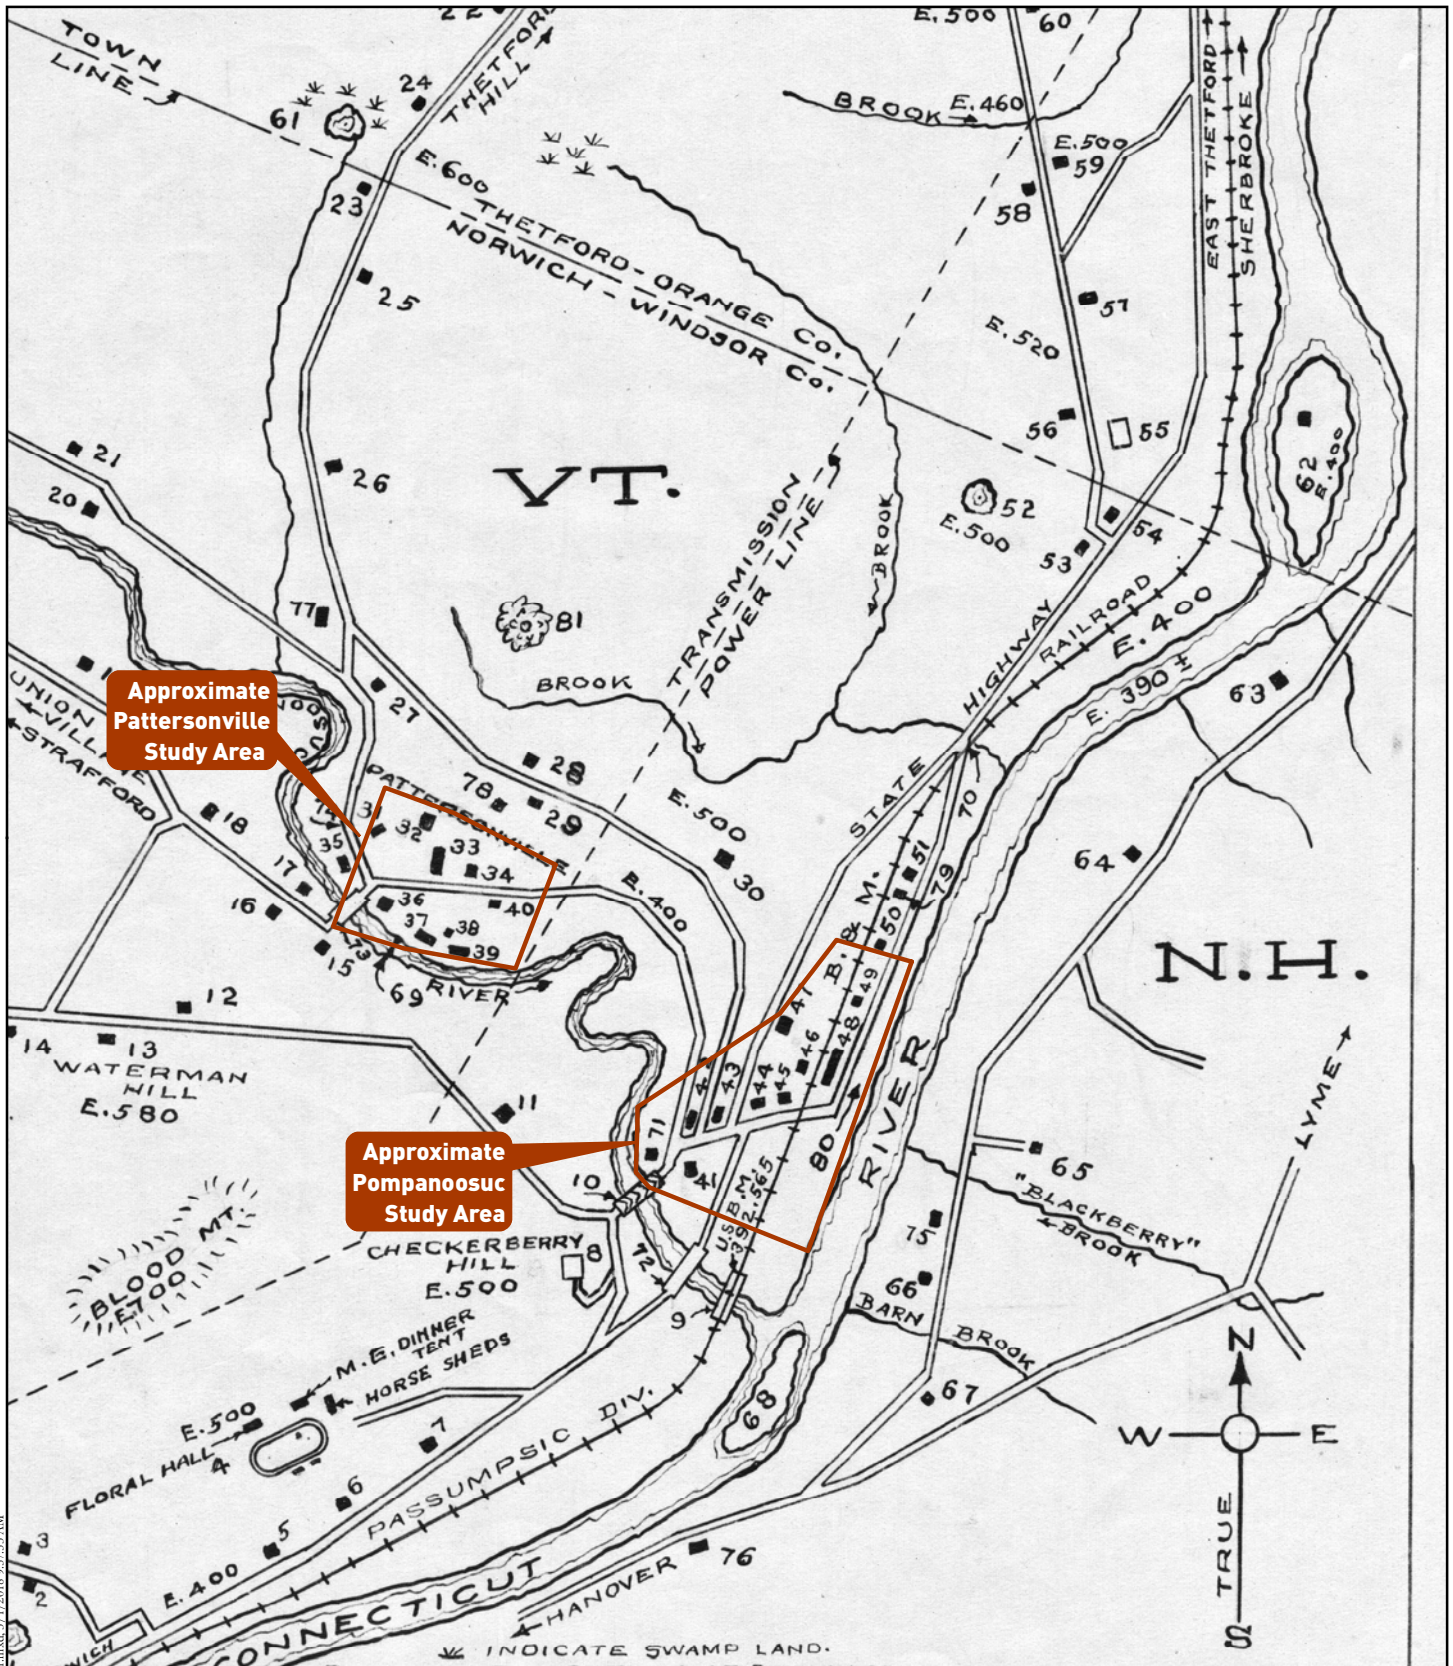 TOWN
LINE
22
THETFORD
HILL
24
61
23
E.600
THETFORD - ORANGE Co.
NORWICH - WINDSOR Co.
25
E.500
60
BROOK
E.460
E.500
59
58
EAST THETFORD
SHERBROKE
57
E.520
56
55
62
E.400
52
E.500
54
53
21
20
26
VT.
TRANSMISSION
POWER LINE
BROOK
77
81
BROOK
HIGHWAY
RAILROAD
E.400
E. 390 ±
63
UNION
STRAFFORD
Approximate
Pattersonville
Study Area
27
28
78
29
PATTERSONVILLE
E.500
30
STATE
70
18
31
32
33
34
35
17
16
36
37
38
39
40
73
15
69
RIVER
E.400
B. & M.
51
50
79
64
N.H.
12
14
13
WATERMAN
HILL
E.580
11
47
49
46
48
43
44
45
RIVER
LYME
71
41
80
65
"BLACKBERRY"
BROOK
Approximate
Pompanoosuc
Study Area
10
U.S.B.M.
392.565
75
66
BARN
BROOK
BLOOD MT.
E700
CHECKERBERRY
HILL
E.500
8
72
9
M.E. DINNER
TENT
HORSE SHEDS
E.500
FLORAL HALL
4
7
6
5
3
2
E.400
PASSUMPSIC DIV.
68
67
N
W
E
TRUE
S
CONNECTICUT
HANOVER
76
INDICATE SWAMP LAND.